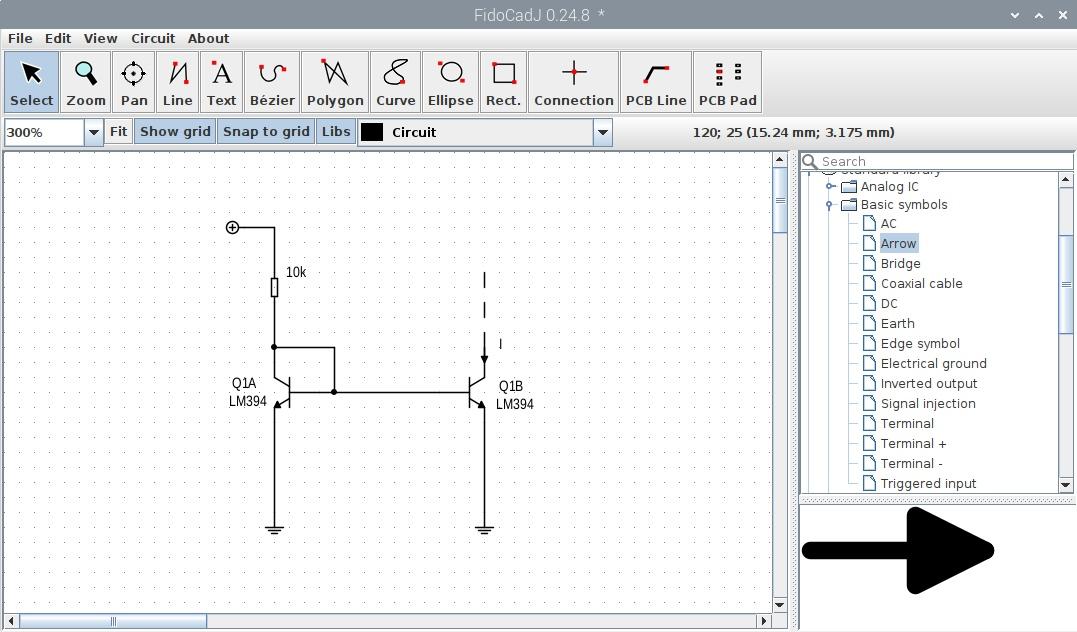 FidoCadJ 0.24.8 *
File Edit View Circuit About
Select Zoom Pan Line Text Bézier Polygon Curve Ellipse Rect. Connection PCB Line PCB Pad
300% Fit Show grid Snap to grid Libs Circuit 120; 25 (15.24 mm; 3.175 mm)
10k
I
Q1A
LM394
Q1B
LM394
Search
Standard library
Analog IC
Basic symbols
AC
Arrow
Bridge
Coaxial cable
DC
Earth
Edge symbol
Electrical ground
Inverted output
Signal injection
Terminal
Terminal +
Terminal -
Triggered input